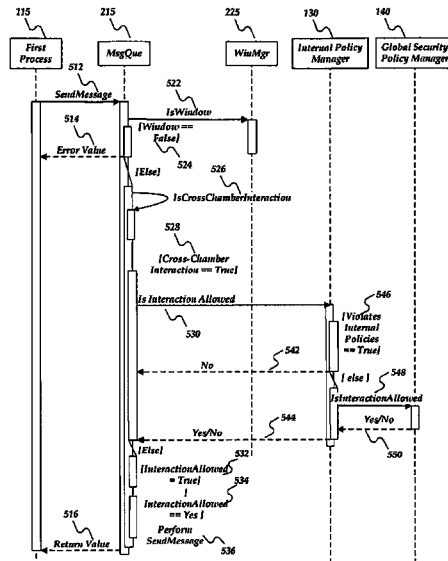 115
215
225
130
140
First
Process
MsgQue
WinMgr
Internal Policy
Manager
Global Security
Policy Manager
512
SendMessage
522
IsWindow
514
[Window ==
False]
Error Value
524
[Else]
526
IsCrossChamberInteraction
528
[Cross-Chamber
Interaction == True]
Is Interaction Allowed
530
546
[Violates
Internal
Policies
== True]
542
No
[ else ]
548
IsInteractionAllowed
544
Yes/No
Yes/No
550
[Else]
[InteractionAllowed
= True]
532
534
]
InteractionAllowed
== Yes ]
516
Perform
SendMessage
536
Return Value